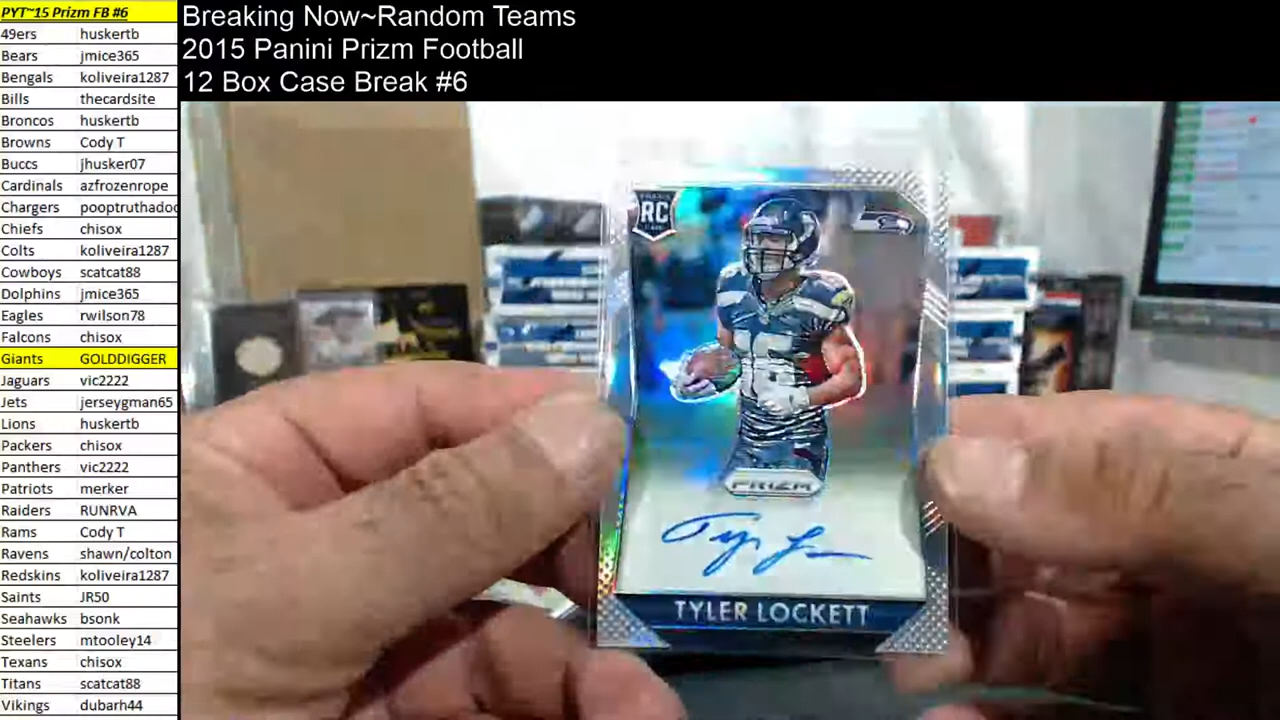 PYT~15 Prizm FB #6
49ers huskertb
Bears jmice365
Bengals koliveira1287
Bills thecardsite
Broncos huskertb
Browns Cody T
Buccs jhusker07
Cardinals azfrozenrope
Chargers pooptruthadoo
Chiefs chisox
Colts koliveira1287
Cowboys scatcat88
Dolphins jmice365
Eagles rwilson78
Falcons chisox
Giants GOLDDIGGER
Jaguars vic2222
Jets jerseygman65
Lions huskertb
Packers chisox
Panthers vic2222
Patriots merker
Raiders RUNRVA
Rams Cody T
Ravens shawn/colton
Redskins koliveira1287
Saints JR50
Seahawks bsonk
Steelers mtooley14
Texans chisox
Titans scatcat88
Vikings dubarh44
Breaking Now~Random Teams
2015 Panini Prizm Football
12 Box Case Break #6
RC
PRIZM
TYLER LOCKETT